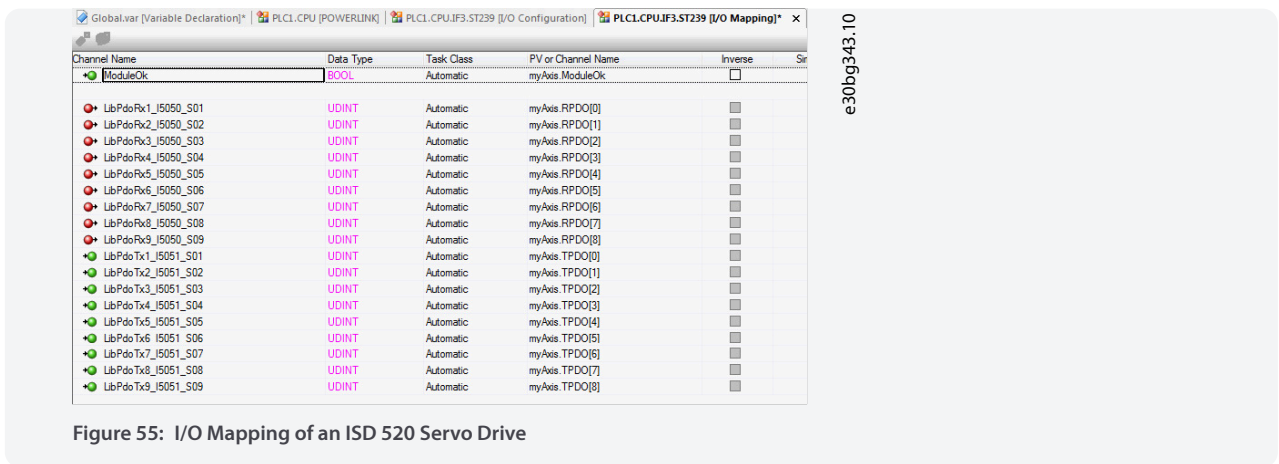 Global.var [Variable Declaration]* PLC1.CPU [POWERLINK] PLC1.CPU.IF3.ST239 [I/O Configuration] PLC1.CPU.IF3.ST239 [I/O Mapping]* x
Channel Name Data Type Task Class PV or Channel Name Inverse Sir
ModuleOk BOOL Automatic myAxis.ModuleOk
LibPdoRx1_I5050_S01 UDINT Automatic myAxis.RPDO[0]
LibPdoRx2_I5050_S02 UDINT Automatic myAxis.RPDO[1]
LibPdoRx3_I5050_S03 UDINT Automatic myAxis.RPDO[2]
LibPdoRx4_I5050_S04 UDINT Automatic myAxis.RPDO[3]
LibPdoRx5_I5050_S05 UDINT Automatic myAxis.RPDO[4]
LibPdoRx6_I5050_S06 UDINT Automatic myAxis.RPDO[5]
LibPdoRx7_I5050_S07 UDINT Automatic myAxis.RPDO[6]
LibPdoRx8_I5050_S08 UDINT Automatic myAxis.RPDO[7]
LibPdoRx9_I5050_S09 UDINT Automatic myAxis.RPDO[8]
LibPdoTx1_I5051_S01 UDINT Automatic myAxis.TPDO[0]
LibPdoTx2_I5051_S02 UDINT Automatic myAxis.TPDO[1]
LibPdoTx3_I5051_S03 UDINT Automatic myAxis.TPDO[2]
LibPdoTx4_I5051_S04 UDINT Automatic myAxis.TPDO[3]
LibPdoTx5_I5051_S05 UDINT Automatic myAxis.TPDO[4]
LibPdoTx6_I5051_S06 UDINT Automatic myAxis.TPDO[5]
LibPdoTx7_I5051_S07 UDINT Automatic myAxis.TPDO[6]
LibPdoTx8_I5051_S08 UDINT Automatic myAxis.TPDO[7]
LibPdoTx9_I5051_S09 UDINT Automatic myAxis.TPDO[8]
e30bg343.10
Figure 55: I/O Mapping of an ISD 520 Servo Drive